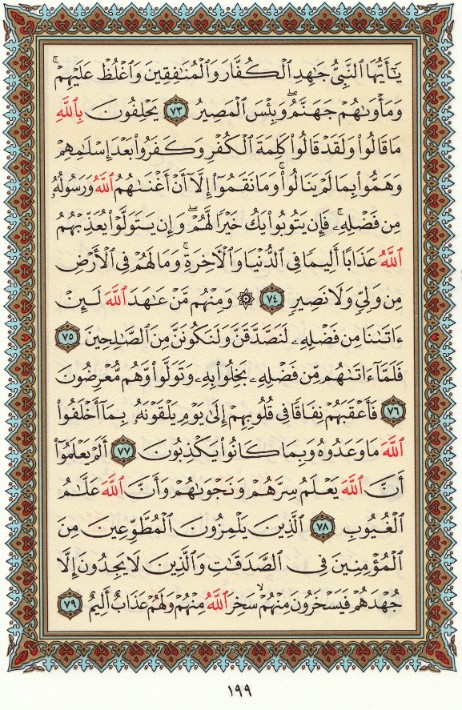 يَٰٓأَيُّهَا ٱلنَّبِيُّ جَٰهِدِ ٱلۡكُفَّارَ وَٱلۡمُنَٰفِقِينَ وَٱغۡلُظۡ عَلَيۡهِمۡۚ
وَمَأۡوَىٰهُمۡ جَهَنَّمُۖ وَبِئۡسَ ٱلۡمَصِيرُ ٧٣ يَحۡلِفُونَ بِٱللَّهِ
مَا قَالُواْ وَلَقَدۡ قَالُواْ كَلِمَةَ ٱلۡكُفۡرِ وَكَفَرُواْ بَعۡدَ إِسۡلَٰمِهِمۡ
وَهَمُّواْ بِمَا لَمۡ يَنَالُواْۚ وَمَا نَقَمُوٓاْ إِلَّآ أَنۡ أَغۡنَىٰهُمُ ٱللَّهُ وَرَسُولُهُۥ
مِن فَضۡلِهِۦۚ فَإِن يَتُوبُواْ يَكُ خَيۡرٗا لَّهُمۡۖ وَإِن يَتَوَلَّوۡاْ يُعَذِّبۡهُمُ
ٱللَّهُ عَذَابًا أَلِيمٗا فِي ٱلدُّنۡيَا وَٱلۡأٓخِرَةِۚ وَمَا لَهُمۡ فِي ٱلۡأَرۡضِ
مِن وَلِيّٖ وَلَا نَصِيرٖ ٧٤ ۞ وَمِنۡهُم مَّنۡ عَٰهَدَ ٱللَّهَ لَئِنۡ
ءَاتَىٰنَا مِن فَضۡلِهِۦ لَنَصَّدَّقَنَّ وَلَنَكُونَنَّ مِنَ ٱلصَّٰلِحِينَ ٧٥
فَلَمَّآ ءَاتَىٰهُم مِّن فَضۡلِهِۦ بَخِلُواْ بِهِۦ وَتَوَلَّواْ وَّهُم مُّعۡرِضُونَ
٧٦ فَأَعۡقَبَهُمۡ نِفَاقٗا فِي قُلُوبِهِمۡ إِلَىٰ يَوۡمِ يَلۡقَوۡنَهُۥ بِمَآ أَخۡلَفُواْ
ٱللَّهَ مَا وَعَدُوهُ وَبِمَا كَانُواْ يَكۡذِبُونَ ٧٧ أَلَمۡ يَعۡلَمُوٓاْ
أَنَّ ٱللَّهَ يَعۡلَمُ سِرَّهُمۡ وَنَجۡوَىٰهُمۡ وَأَنَّ ٱللَّهَ عَلَّٰمُ
ٱلۡغُيُوبِ ٧٨ ٱلَّذِينَ يَلۡمِزُونَ ٱلۡمُطَّوِّعِينَ مِنَ
ٱلۡمُؤۡمِنِينَ فِي ٱلصَّدَقَٰتِ وَٱلَّذِينَ لَا يَجِدُونَ إِلَّا
جُهۡدَهُمۡ فَيَسۡخَرُونَ مِنۡهُمۡۙ سَخِرَ ٱللَّهُ مِنۡهُمۡ وَلَهُمۡ عَذَابٌ أَلِيمٌ ٧٩
١٩٩